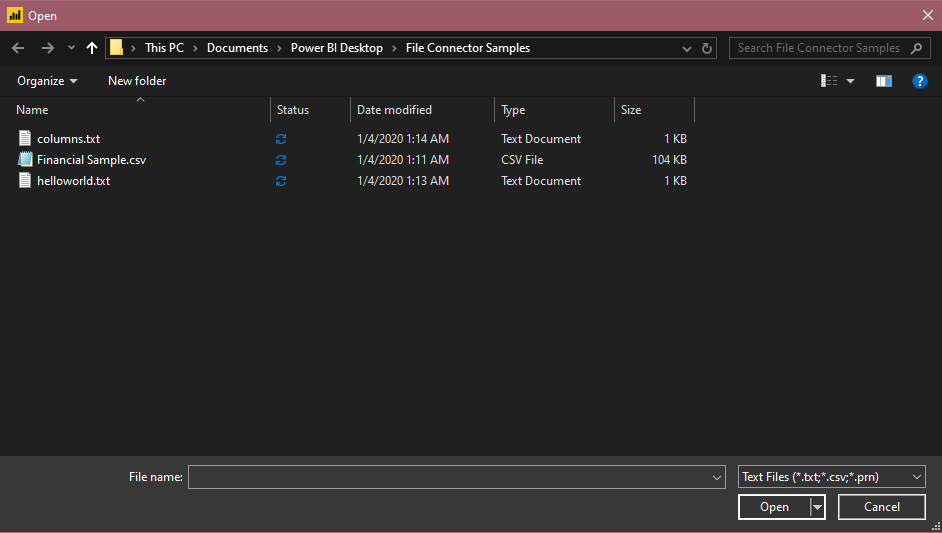 Open
This PC Documents Power BI Desktop File Connector Samples Search File Connector Samples
Organize New folder ?
Name Status Date modified Type Size
columns.txt 1/4/2020 1:14 AM Text Document 1 KB
Financial Sample.csv 1/4/2020 1:11 AM CSV File 104 KB
helloworld.txt 1/4/2020 1:13 AM Text Document 1 KB
File name: Text Files (*.txt;*.csv;*.prn)
Open Cancel